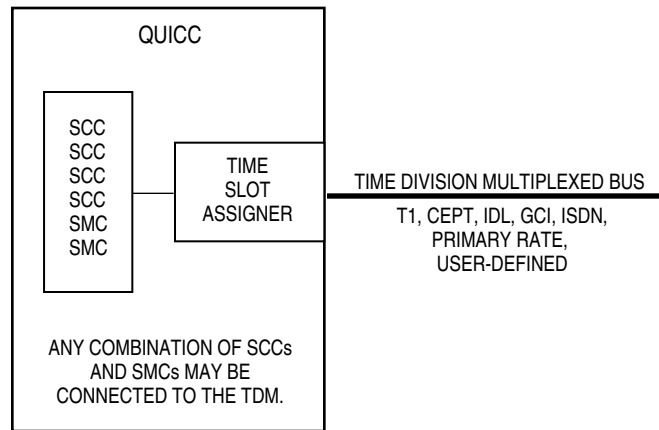 QUICC
SCC
SCC
SCC
SCC
SMC
SMC
TIME
SLOT
ASSIGNER
TIME DIVISION MULTIPLEXED BUS
T1, CEPT, IDL, GCI, ISDN,
PRIMARY RATE,
USER-DEFINED
ANY COMBINATION OF SCCs
AND SMCs MAY BE
CONNECTED TO THE TDM.